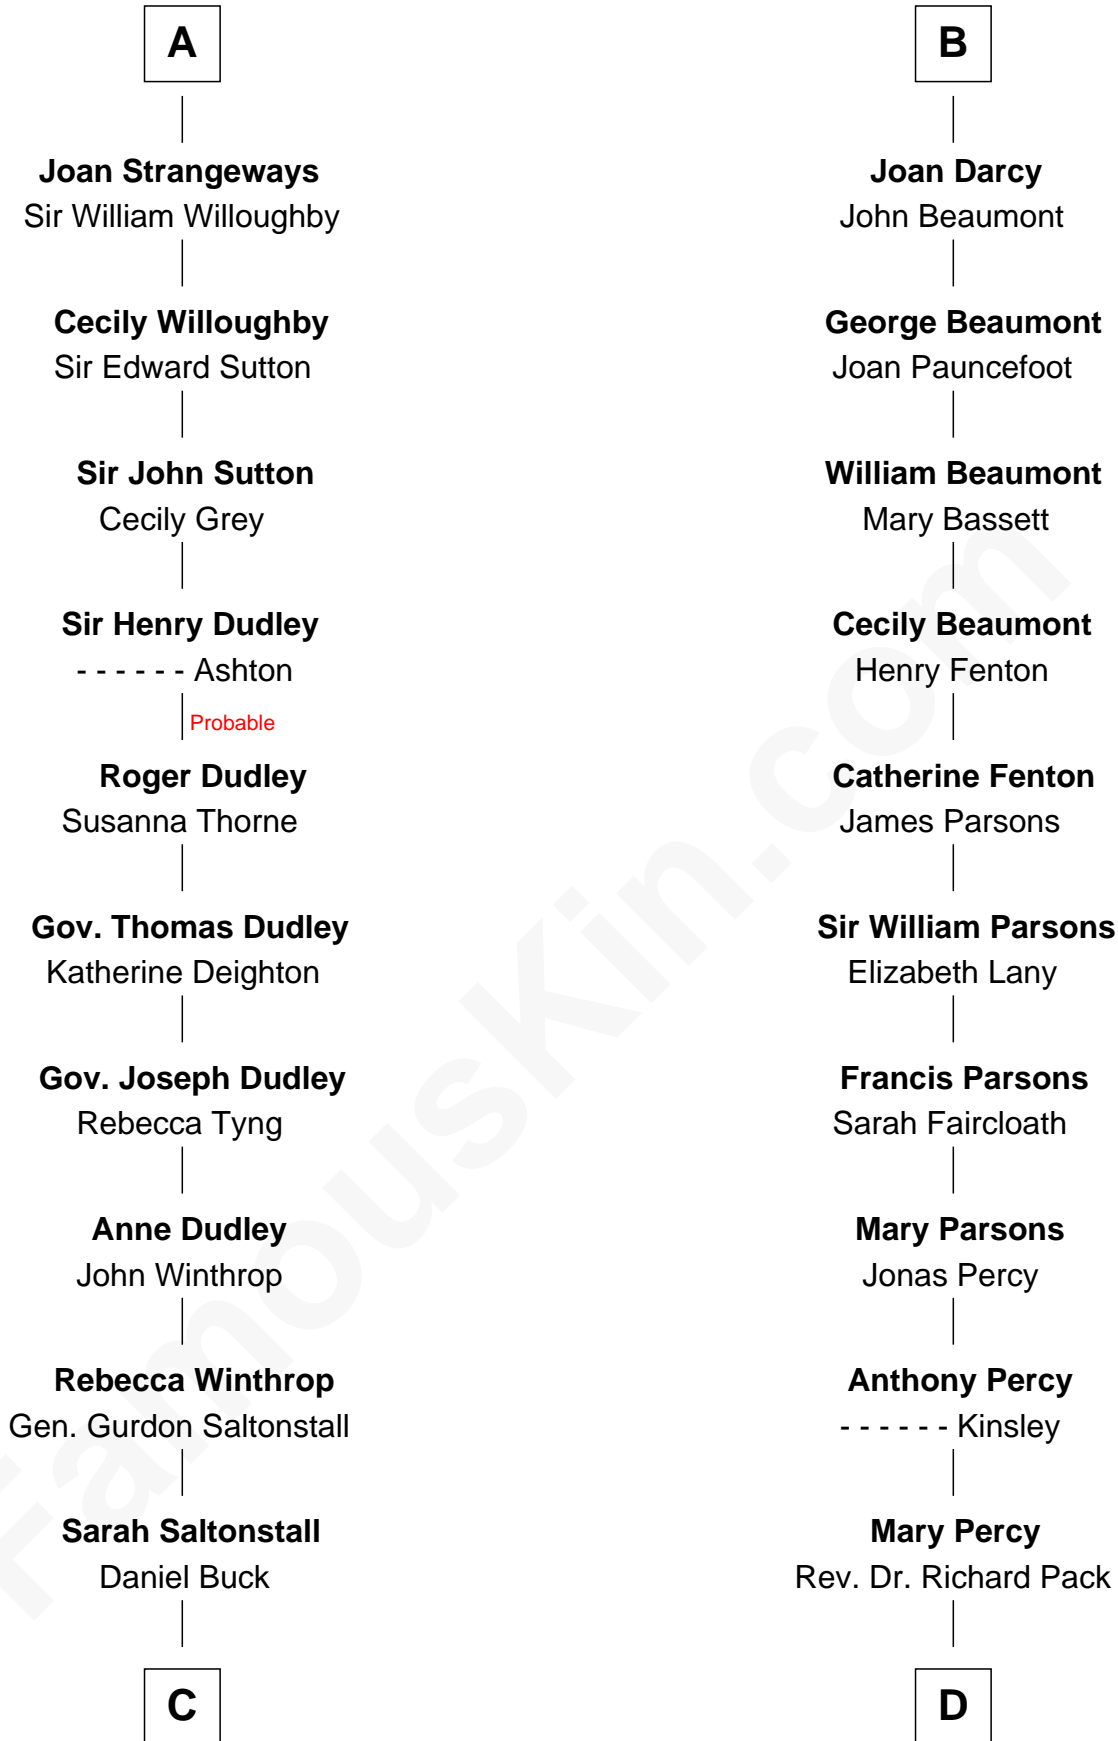 A
Joan Strangeways
Sir William Willoughby
Cecily Willoughby
Sir Edward Sutton
Sir John Sutton
Cecily Grey
Sir Henry Dudley
- - - - - - Ashton
Probable
Roger Dudley
Susanna Thorne
Gov. Thomas Dudley
Katherine Deighton
Gov. Joseph Dudley
Rebecca Tyng
Anne Dudley
John Winthrop
Rebecca Winthrop
Gen. Gurdon Saltonstall
Sarah Saltonstall
Daniel Buck
C
B
Joan Darcy
John Beaumont
George Beaumont
Joan Pauncefoot
William Beaumont
Mary Bassett
Cecily Beaumont
Henry Fenton
Catherine Fenton
James Parsons
Sir William Parsons
Elizabeth Lany
Francis Parsons
Sarah Faircloath
Mary Parsons
Jonas Percy
Anthony Percy
- - - - - - Kinsley
Mary Percy
Rev. Dr. Richard Pack
D
FamousKin.com